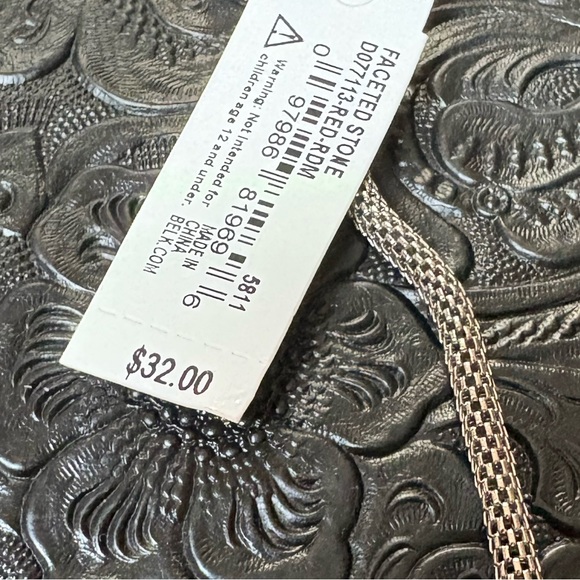 FACETED STONE
D077113-RED-RDM
0 97986 81969 6
5811
Warning: Not intended for
children age 12 and under.
MADE IN
CHINA
BELK.COM
$32.00